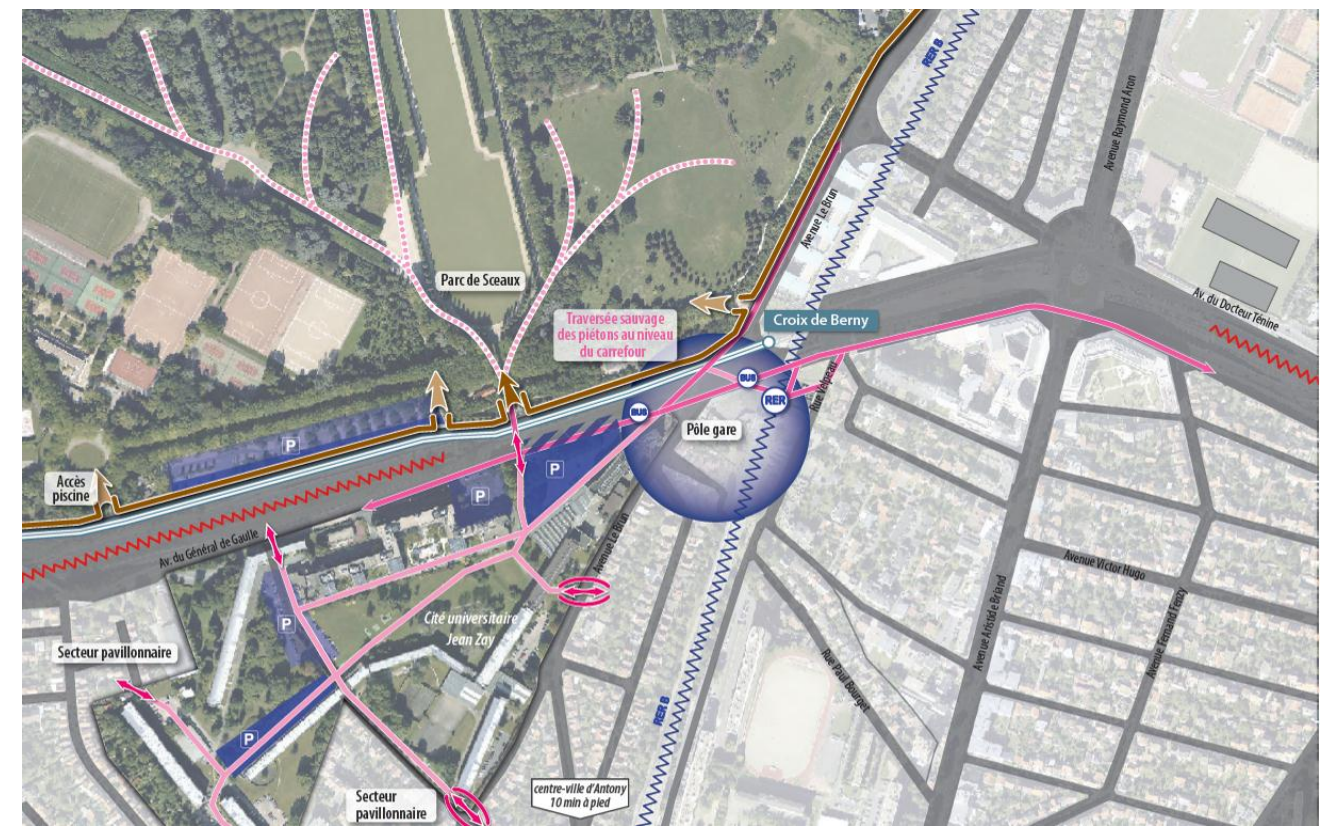 RER B
Avenue Raymond Aron
Avenue Le Brun
Parc de Sceaux
Av. du Docteur Ténine
Traversée sauvage
des piétons au niveau
du carrefour
Croix de Berny
BUS
BUS
RER
Rue Velpeau
Pôle gare
P
P
P
Accès
piscine
Av. du Général de Gaulle
Avenue Le Brun
Avenue Victor Hugo
Avenue Aristide Briand
Avenue Fernand Forcy
Cité universitaire
Jean Zay
P
Secteur pavillonnaire
Rue Paul Bourget
RER B
P
centre-ville d'Antony
10 min à pied
Secteur
pavillonnaire